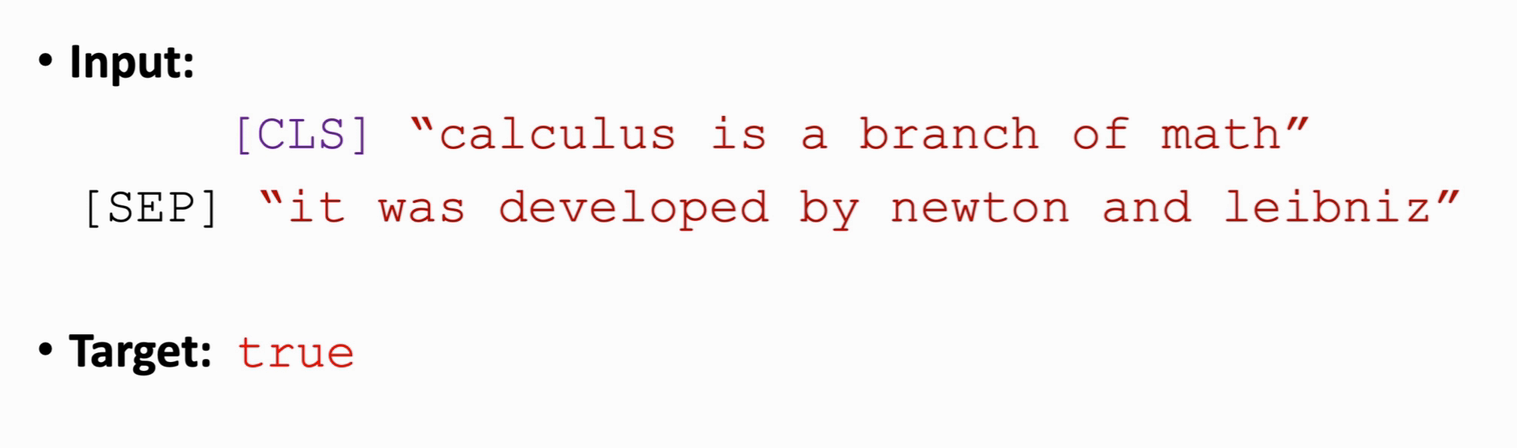 • Input:
[CLS] “calculus is a branch of math”
[SEP] “it was developed by newton and leibniz”
• Target: true